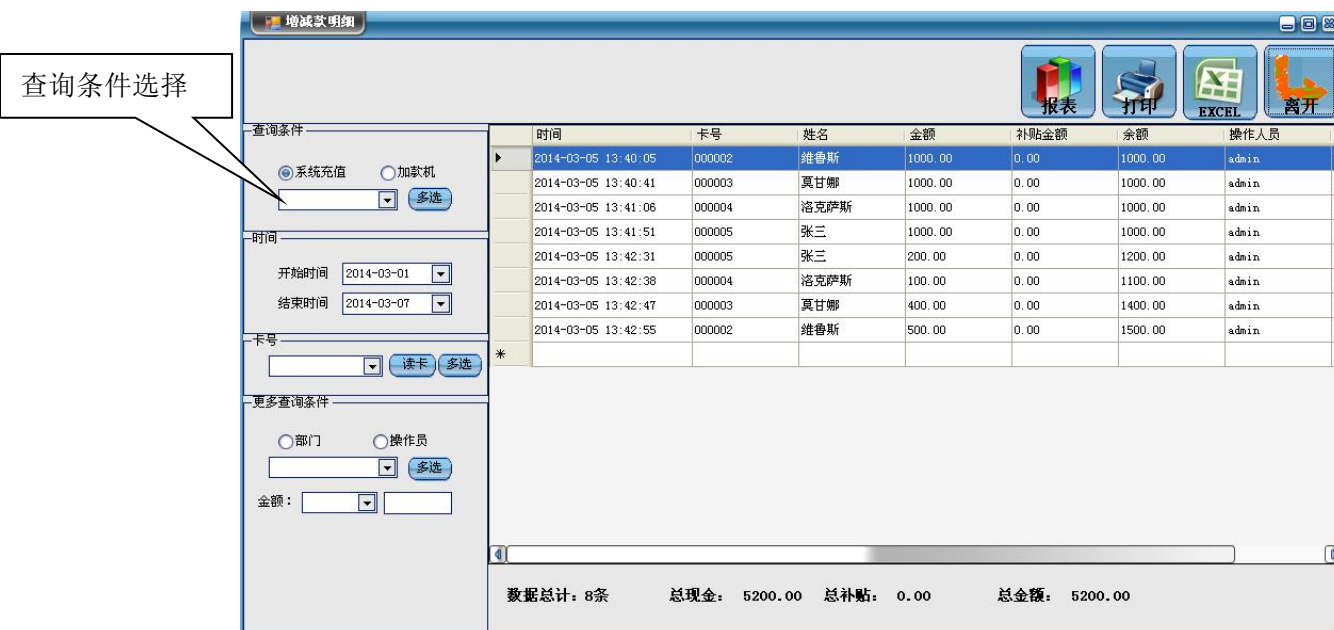 增减款明细
查询条件选择
报表 打印 EXCEL 离开
查询条件
系统充值 加款机
多选
时间
开始时间 2014-03-01
结束时间 2014-03-07
卡号
读卡 多选
更多查询条件
部门 操作员
多选
金额：
时间 卡号 姓名 金额 补贴金额 余额 操作人员
2014-03-05 13:40:05 000002 维鲁斯 1000.00 0.00 1000.00 admin
2014-03-05 13:40:41 000003 莫甘娜 1000.00 0.00 1000.00 admin
2014-03-05 13:41:06 000004 洛克萨斯 1000.00 0.00 1000.00 admin
2014-03-05 13:41:51 000005 张三 1000.00 0.00 1000.00 admin
2014-03-05 13:42:31 000005 张三 200.00 0.00 1200.00 admin
2014-03-05 13:42:38 000004 洛克萨斯 100.00 0.00 1100.00 admin
2014-03-05 13:42:47 000003 莫甘娜 400.00 0.00 1400.00 admin
2014-03-05 13:42:55 000002 维鲁斯 500.00 0.00 1500.00 admin
数据总计：8条 总现金： 5200.00 总补贴： 0.00 总金额： 5200.00